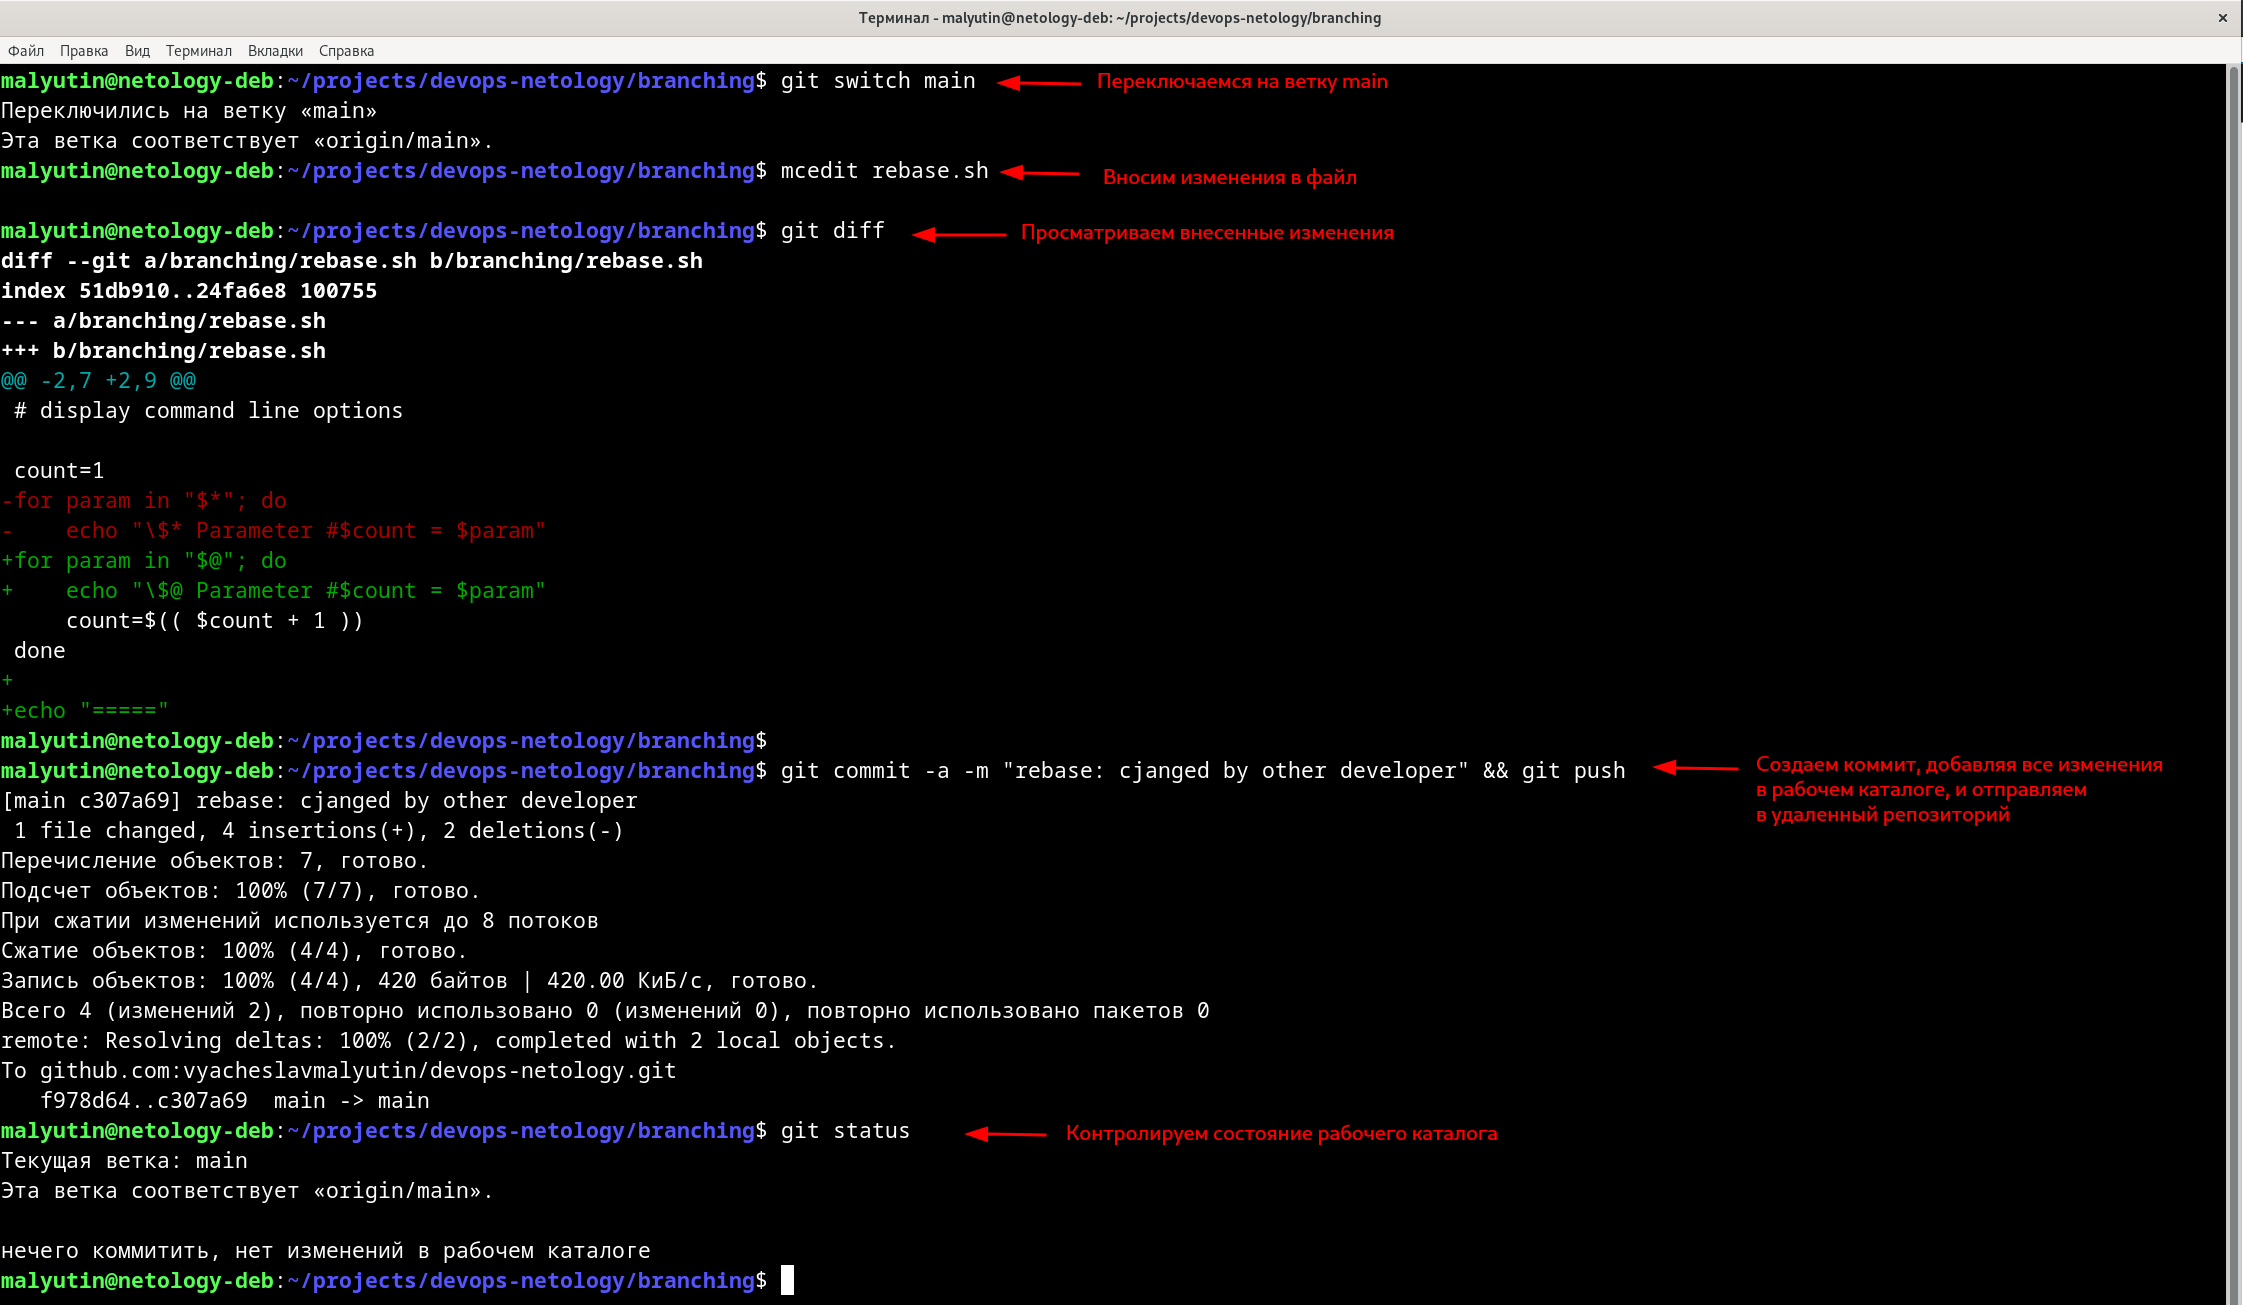 Терминал - malyutin@netology-deb: ~/projects/devops-netology/branching
Файл Правка Вид Терминал Вкладки Справка
malyutin@netology-deb:~/projects/devops-netology/branching$ git switch main Переключаемся на ветку main
Переключились на ветку «main»
Эта ветка соответствует «origin/main».
malyutin@netology-deb:~/projects/devops-netology/branching$ mcedit rebase.sh Вносим изменения в файл
malyutin@netology-deb:~/projects/devops-netology/branching$ git diff Просматриваем внесенные изменения
diff --git a/branching/rebase.sh b/branching/rebase.sh
index 51db910..24fa6e8 100755
--- a/branching/rebase.sh
+++ b/branching/rebase.sh
@@ -2,7 +2,9 @@
 # display command line options
 count=1
-for param in "$*"; do
-    echo "\$* Parameter #$count = $param"
+for param in "$@"; do
+    echo "\$@ Parameter #$count = $param"
     count=$(( $count + 1 ))
 done
+
+echo "====="
malyutin@netology-deb:~/projects/devops-netology/branching$
malyutin@netology-deb:~/projects/devops-netology/branching$ git commit -a -m "rebase: cjanged by other developer" && git push
Создаем коммит, добавляя все изменения
в рабочем каталоге, и отправляем
в удаленный репозиторий
[main c307a69] rebase: cjanged by other developer
 1 file changed, 4 insertions(+), 2 deletions(-)
Перечисление объектов: 7, готово.
Подсчет объектов: 100% (7/7), готово.
При сжатии изменений используется до 8 потоков
Сжатие объектов: 100% (4/4), готово.
Запись объектов: 100% (4/4), 420 байтов | 420.00 КиБ/с, готово.
Всего 4 (изменений 2), повторно использовано 0 (изменений 0), повторно использовано пакетов 0
remote: Resolving deltas: 100% (2/2), completed with 2 local objects.
To github.com:vyacheslavmalyutin/devops-netology.git
   f978d64..c307a69  main -> main
malyutin@netology-deb:~/projects/devops-netology/branching$ git status Контролируем состояние рабочего каталога
Текущая ветка: main
Эта ветка соответствует «origin/main».
нечего коммитить, нет изменений в рабочем каталоге
malyutin@netology-deb:~/projects/devops-netology/branching$